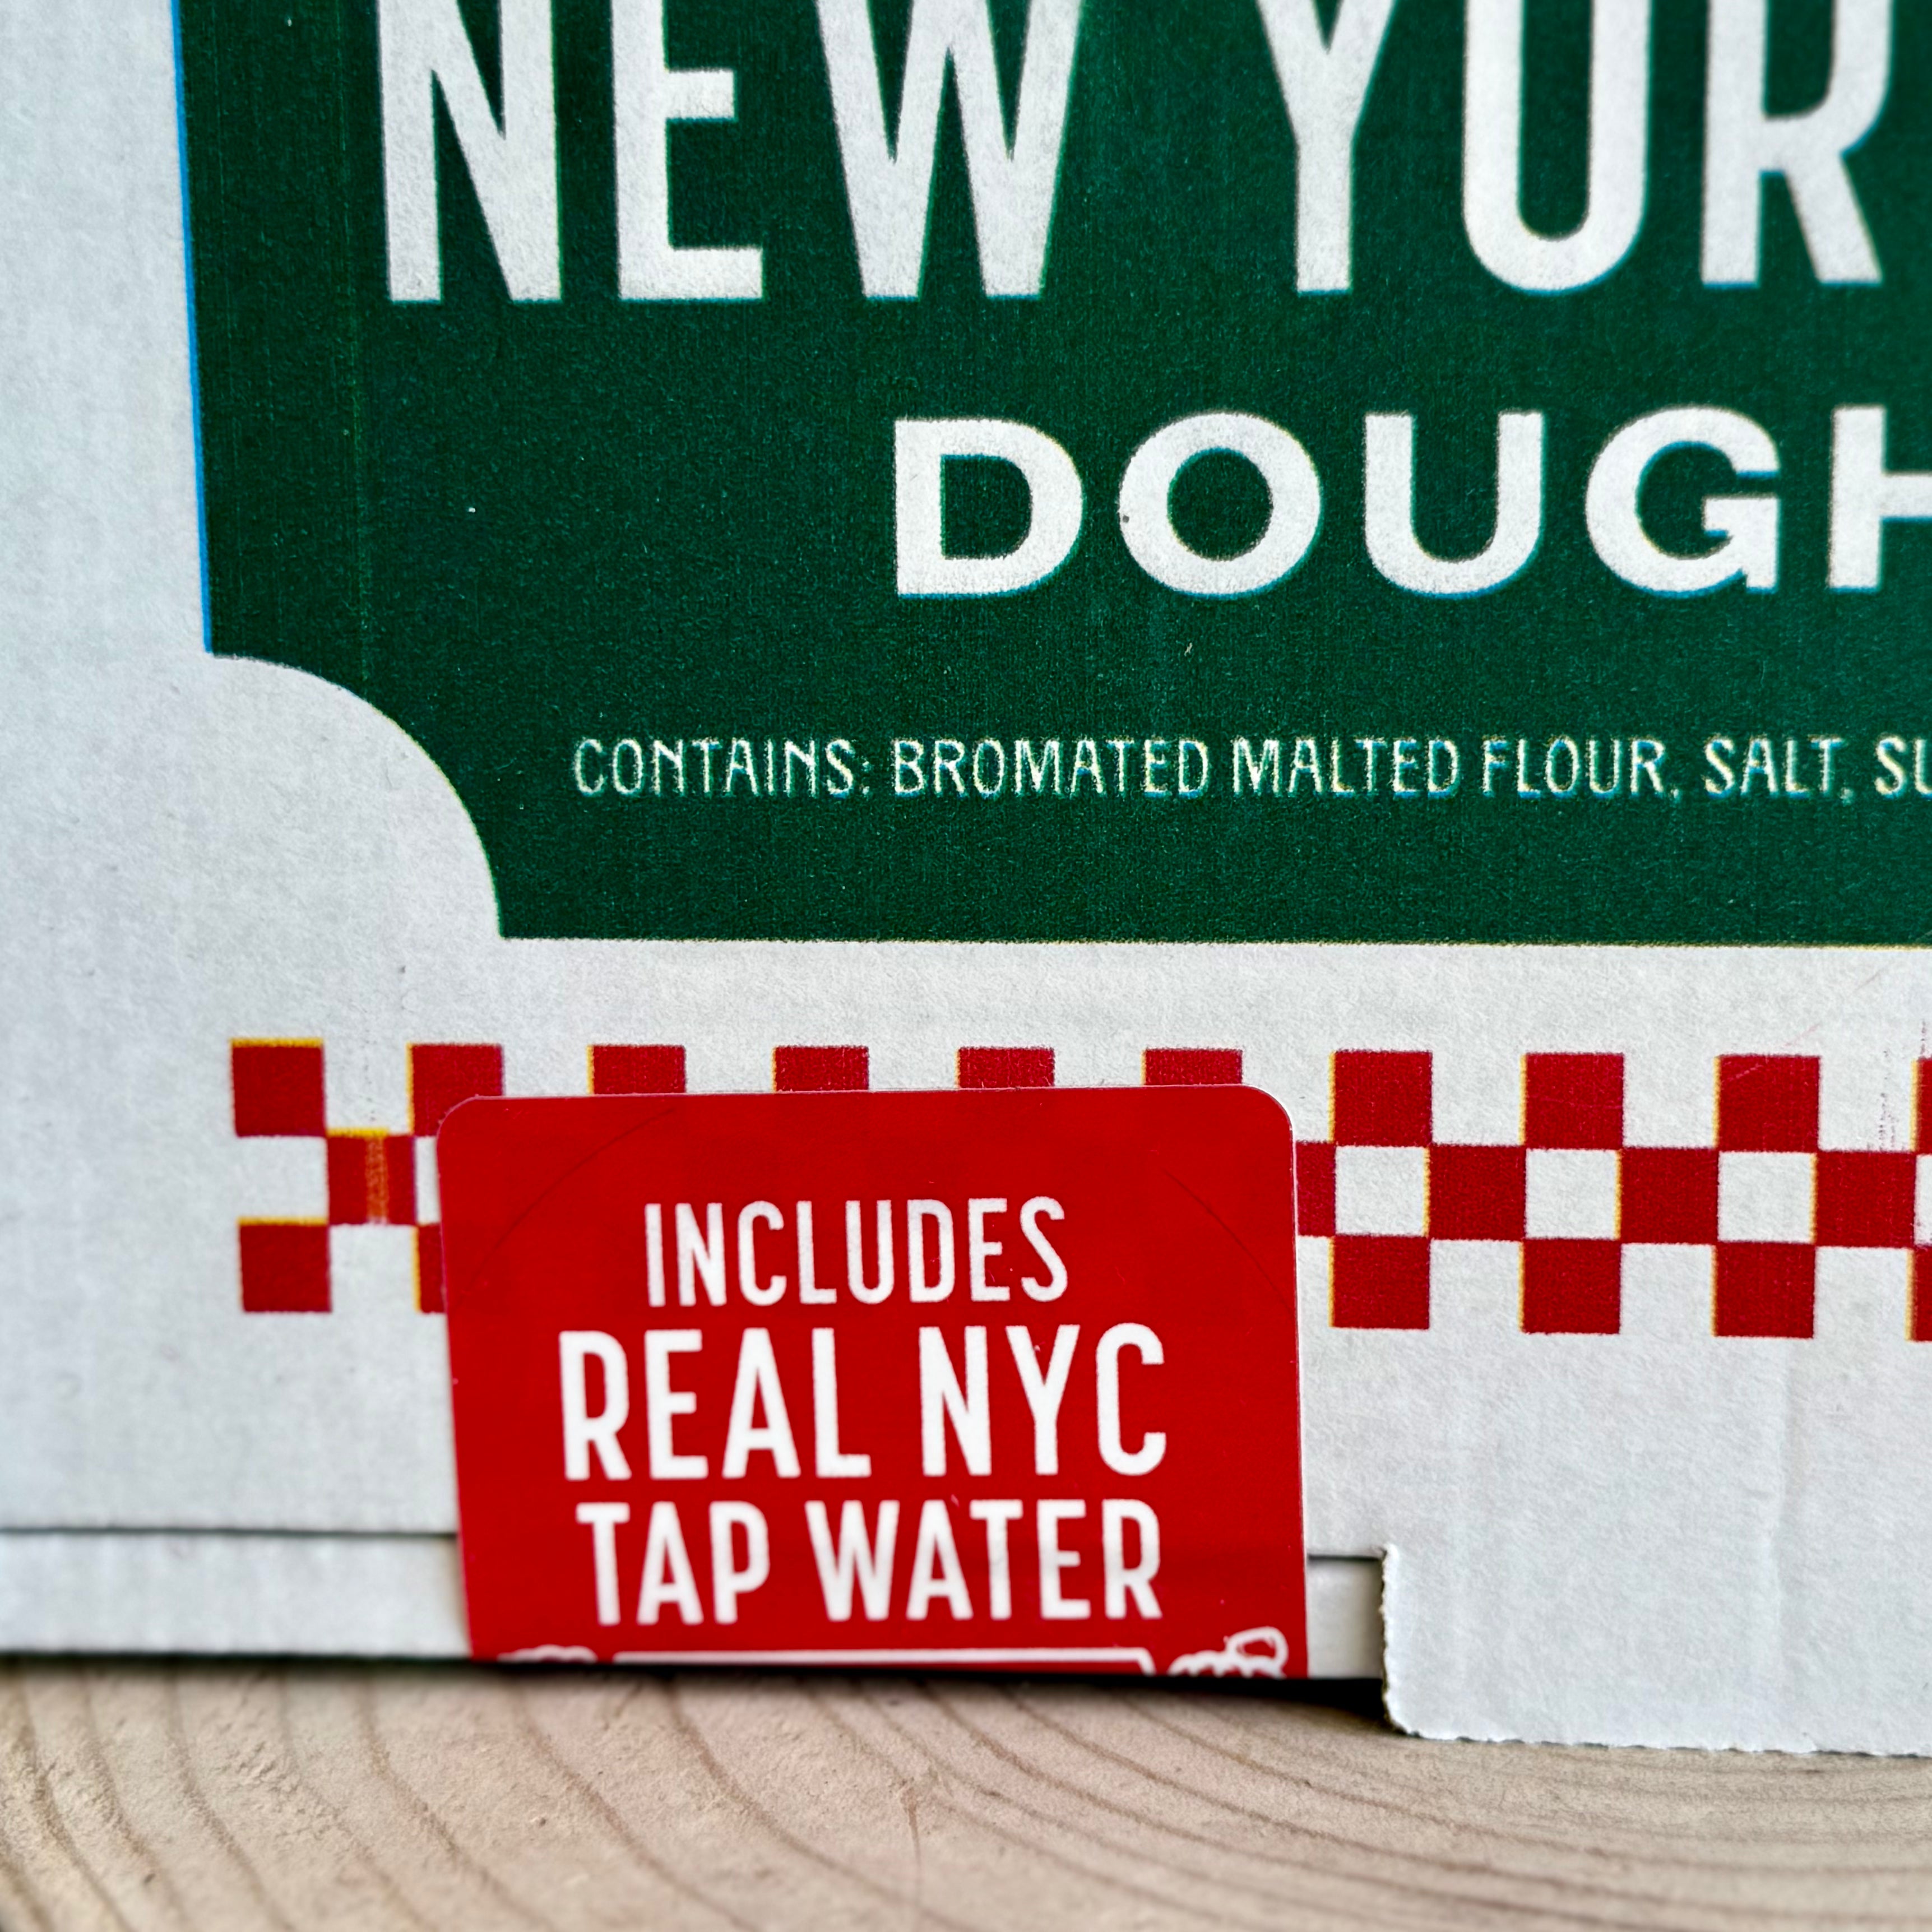 NEW YOR
DOUGH
CONTAINS: BROMATED MALTED FLOUR, SALT, SU
INCLUDES
REAL NYC
TAP WATER